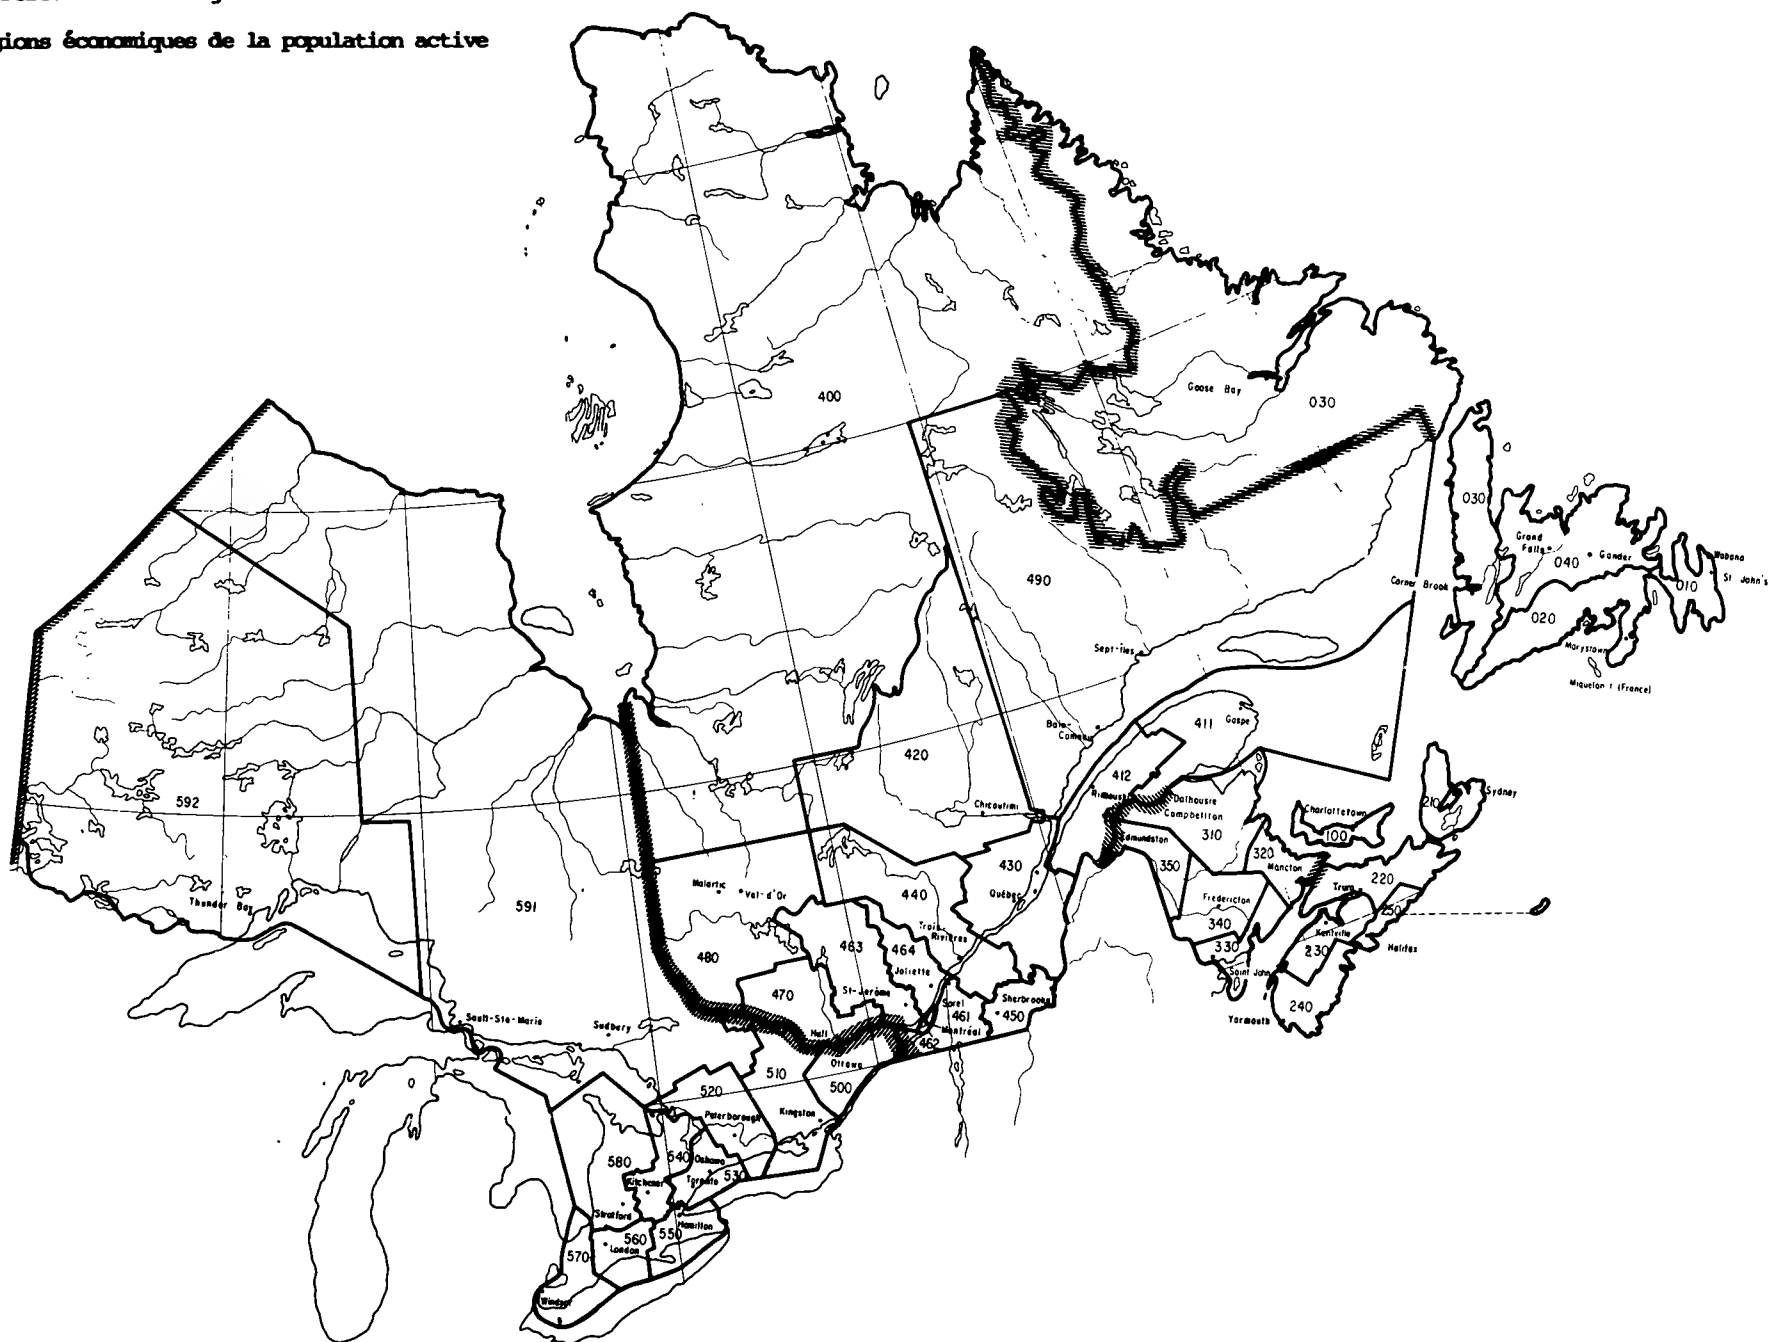 gions économiques de la population active
400
Goose Bay
030
030
Grand
Falls
Gander
040
Wabana
St John's
010
Corner Brook
020
Marystown
Miquelon I (France)
490
Sept-Iles
Baie-
Comeau
411
Gaspe
412
Rimouski
420
Chicoutimi
592
Thunder Bay
591
Dalhousie
Campbellton
310
Edmundston
350
320
Moncton
Charlottetown
100
210
Sydney
220
Truro
250
Fredericton
340
330
Saint John
Kentville
230
Halifax
240
Yarmouth
430
Québec
440
Malartic
Val-d'Or
480
463
464
Trois-
Rivières
Joliette
470
St-Jerôme
Sorel
461
Sherbrooke
450
Montréal
462
Hull
Ottawa
500
510
Sault-Ste-Marie
Sudbury
520
Peterborough
Kingston
580
540
Oshawa
530
Toronto
Kitchener
Stratford
Hamilton
550
560
London
570
Windsor